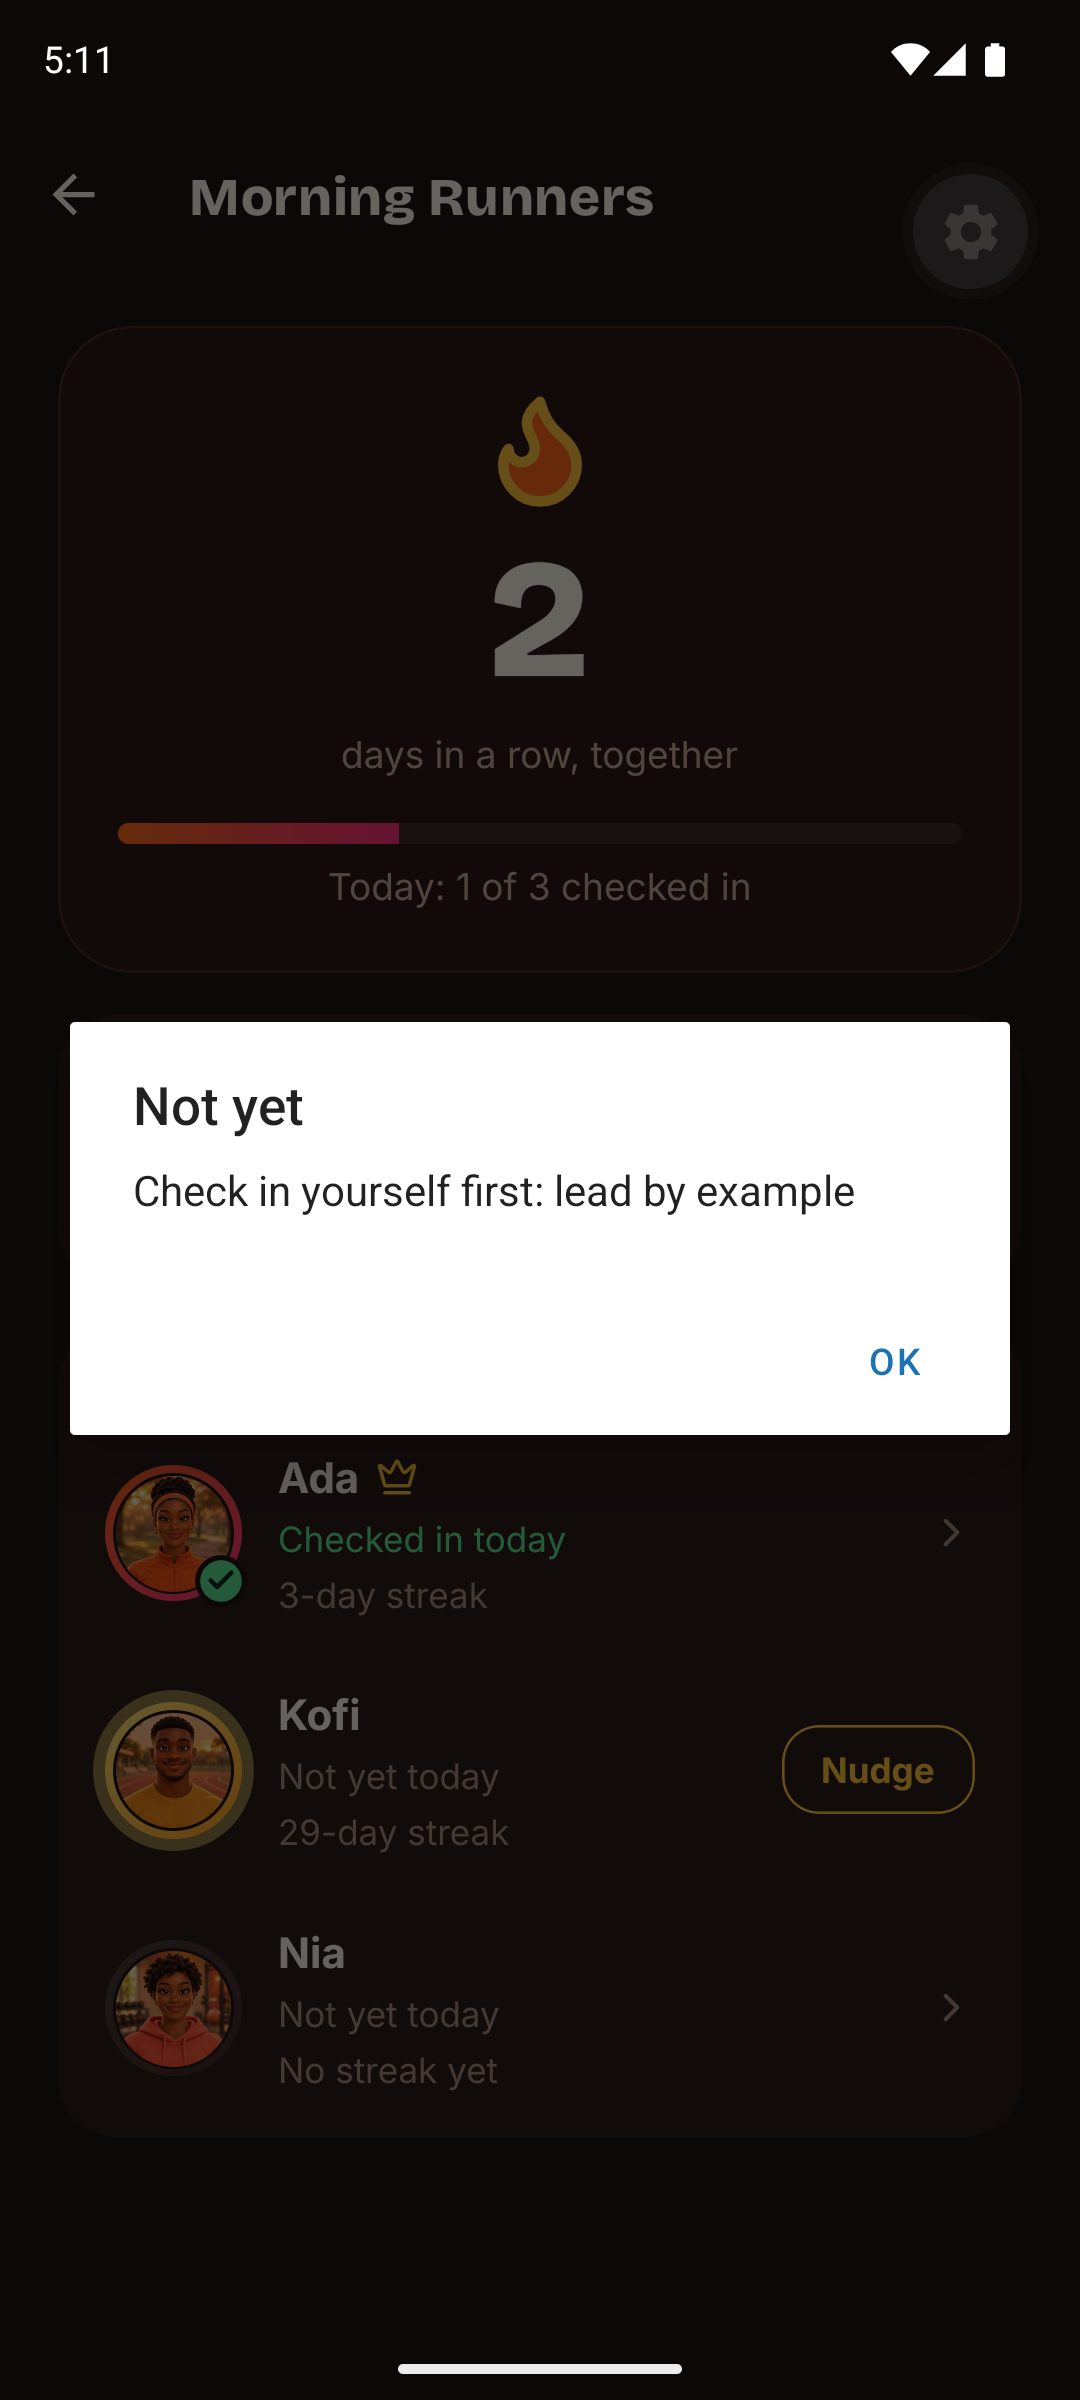 5:11
Morning Runners
2
days in a row, together
Today: 1 of 3 checked in
Not yet
Check in yourself first: lead by example
OK
Ada
Checked in today
3-day streak
Kofi
Not yet today
29-day streak
Nudge
Nia
Not yet today
No streak yet